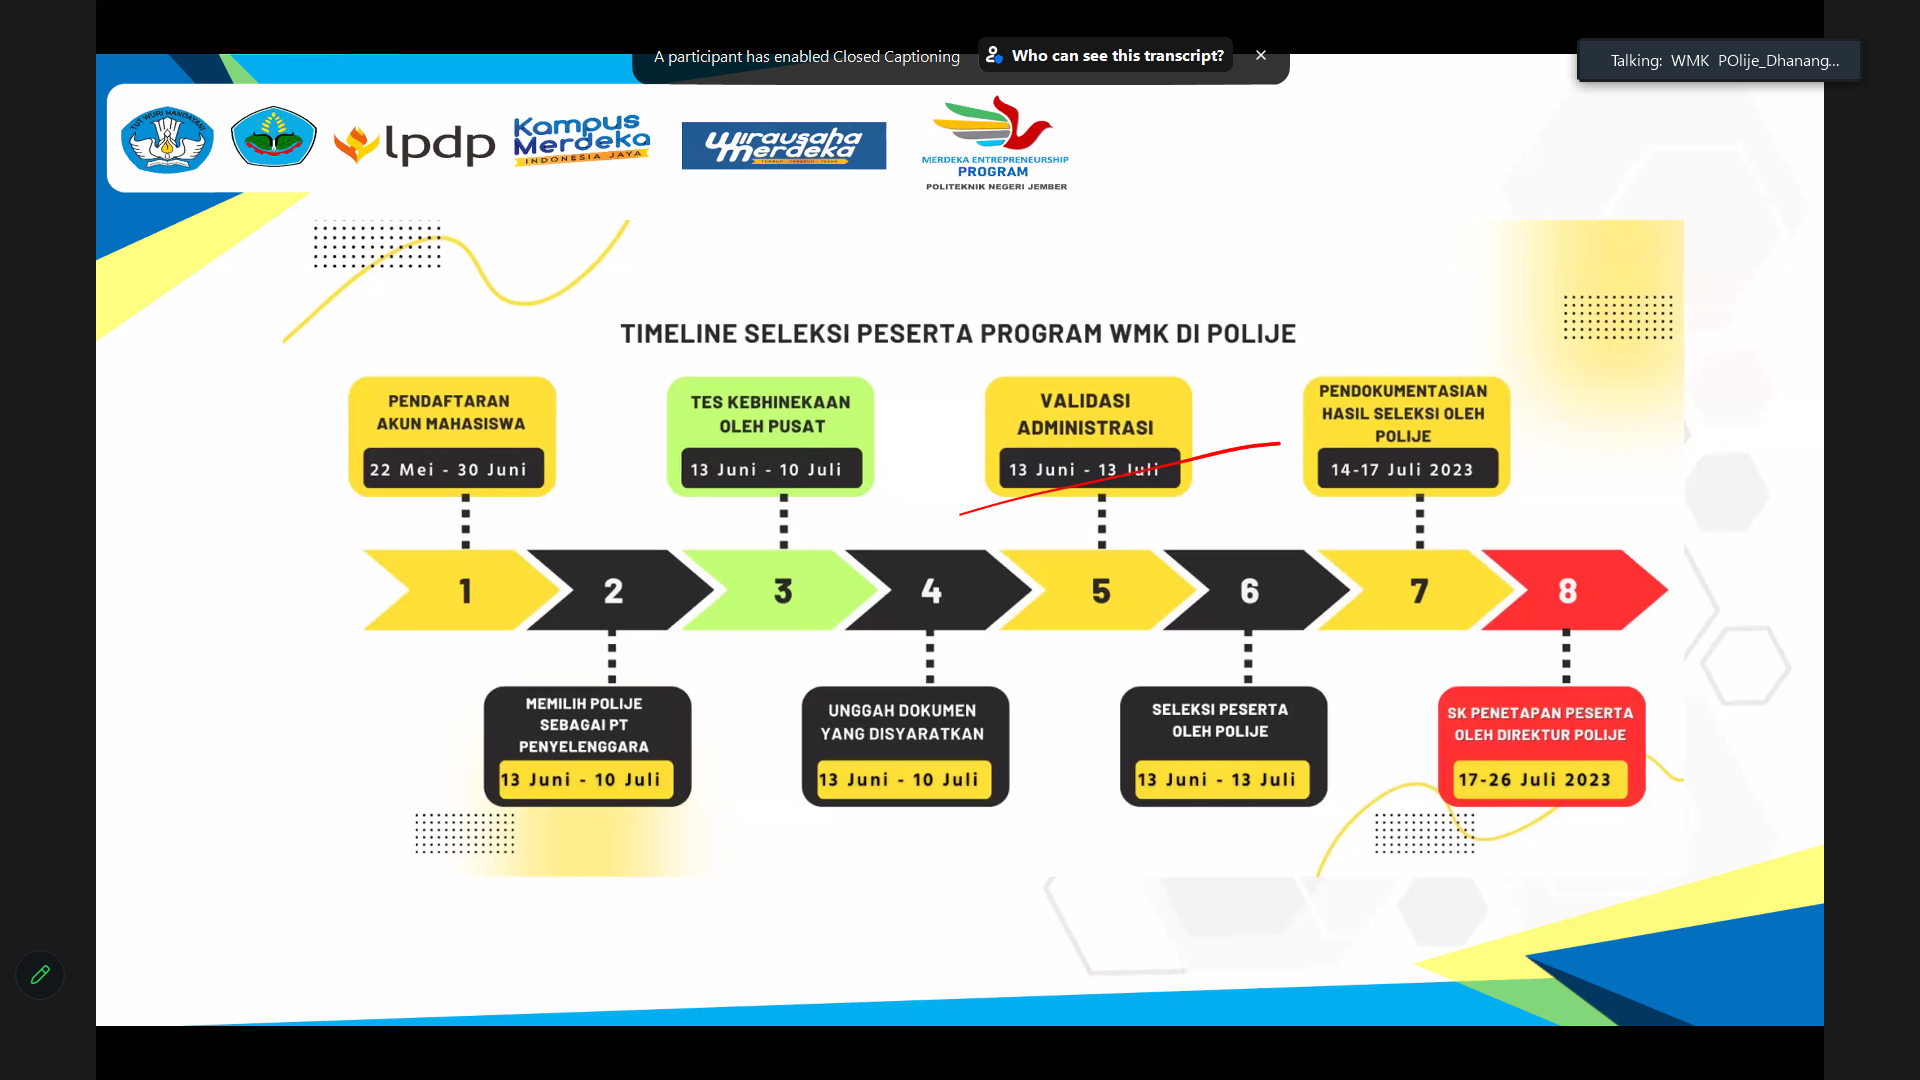 A participant has enabled Closed Captioning
Who can see this transcript?
Talking: WMK POlije_Dhanang...
TUT WURI HANDAYANI
lpdp
Kampus
Merdeka
INDONESIA JAYA
Wirausaha
Merdeka
MERDEKA ENTREPRENEURSHIP
PROGRAM
POLITEKNIK NEGERI JEMBER
TIMELINE SELEKSI PESERTA PROGRAM WMK DI POLIJE
PENDAFTARAN
AKUN MAHASISWA
22 Mei - 30 Juni
TES KEBHINEKAAN
OLEH PUSAT
13 Juni - 10 Juli
VALIDASI
ADMINISTRASI
13 Juni - 13 Juli
PENDOKUMENTASIAN
HASIL SELEKSI OLEH
POLIJE
14-17 Juli 2023
1
2
3
4
5
6
7
8
MEMILIH POLIJE
SEBAGAI PT
PENYELENGGARA
13 Juni - 10 Juli
UNGGAH DOKUMEN
YANG DISYARATKAN
13 Juni - 10 Juli
SELEKSI PESERTA
OLEH POLIJE
13 Juni - 13 Juli
SK PENETAPAN PESERTA
OLEH DIREKTUR POLIJE
17-26 Juli 2023